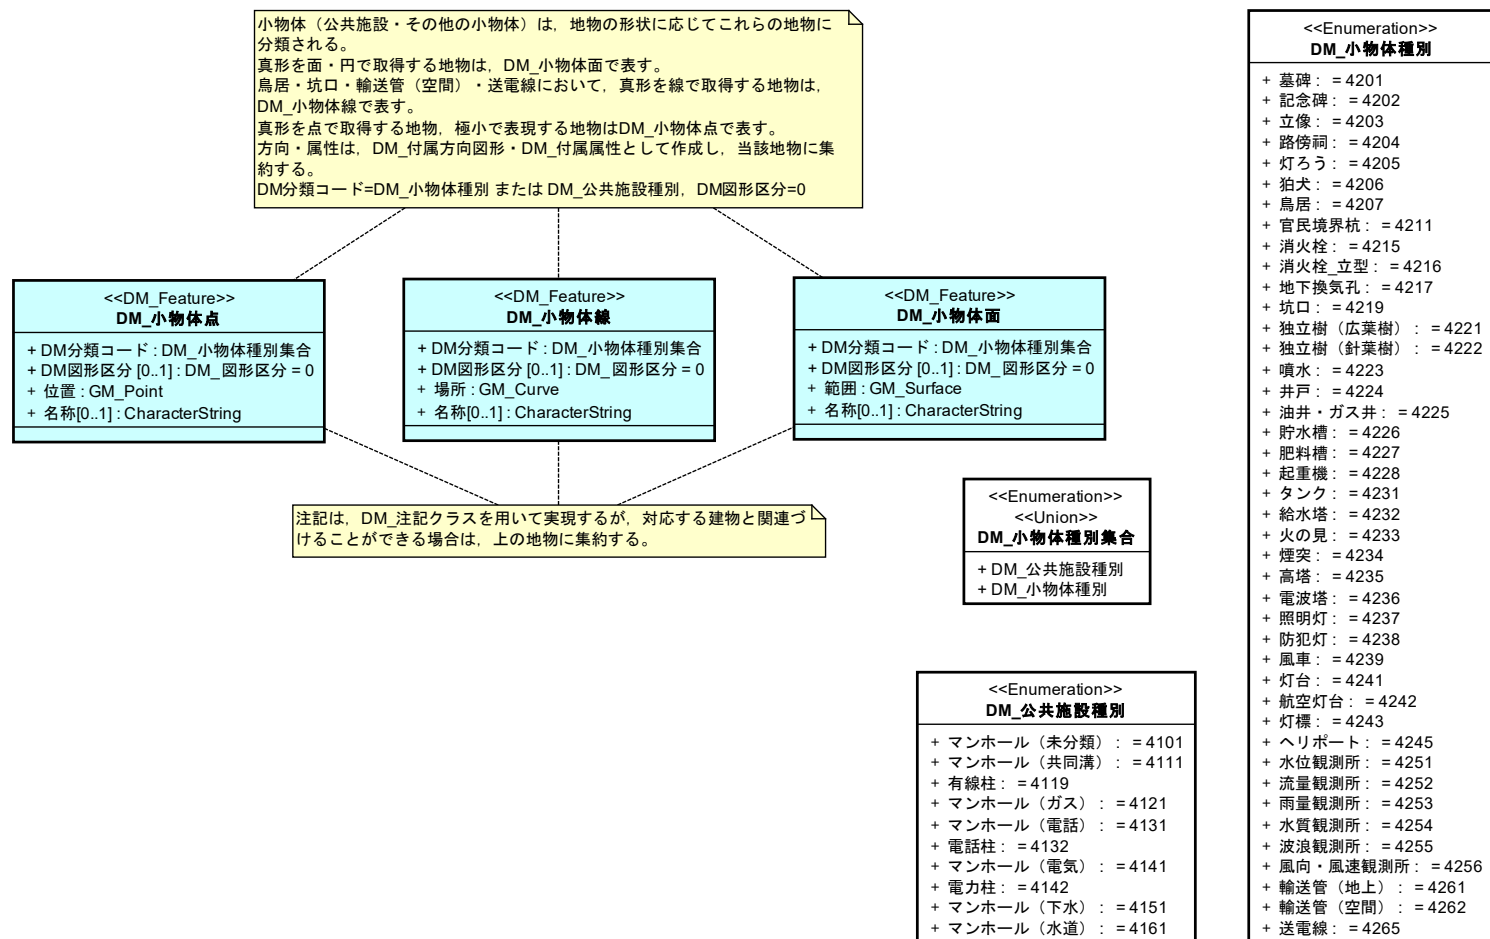 小物体（公共施設・その他の小物体）は，地物の形状に応じてこれらの地物に
分類される。
真形を面・円で取得する地物は，DM_小物体面で表す。
鳥居・坑口・輸送管（空間）・送電線において，真形を線で取得する地物は，
DM_小物体線で表す。
真形を点で取得する地物，極小で表現する地物はDM_小物体点で表す。
方向・属性は，DM_付属方向図形・DM_付属属性として作成し，当該地物に集
約する。
DM分類コード=DM_小物体種別 または DM_公共施設種別，DM図形区分=0
<<DM_Feature>>
DM_小物体点
+ DM分類コード : DM_小物体種別集合
+ DM図形区分 [0..1] : DM_図形区分 = 0
+ 位置 : GM_Point
+ 名称[0..1] : CharacterString
<<DM_Feature>>
DM_小物体線
+ DM分類コード : DM_小物体種別集合
+ DM図形区分 [0..1] : DM_図形区分 = 0
+ 場所 : GM_Curve
+ 名称[0..1] : CharacterString
<<DM_Feature>>
DM_小物体面
+ DM分類コード : DM_小物体種別集合
+ DM図形区分 [0..1] : DM_図形区分 = 0
+ 範囲 : GM_Surface
+ 名称[0..1] : CharacterString
注記は，DM_注記クラスを用いて実現するが，対応する建物と関連づ
けることができる場合は，上の地物に集約する。
<<Enumeration>>
<<Union>>
DM_小物体種別集合
+ DM_公共施設種別
+ DM_小物体種別
<<Enumeration>>
DM_公共施設種別
+ マンホール（未分類） : = 4101
+ マンホール（共同溝） : = 4111
+ 有線柱 : = 4119
+ マンホール（ガス） : = 4121
+ マンホール（電話） : = 4131
+ 電話柱 : = 4132
+ マンホール（電気） : = 4141
+ 電力柱 : = 4142
+ マンホール（下水） : = 4151
+ マンホール（水道） : = 4161
<<Enumeration>>
DM_小物体種別
+ 墓碑 : = 4201
+ 記念碑 : = 4202
+ 立像 : = 4203
+ 路傍祠 : = 4204
+ 灯ろう : = 4205
+ 狛犬 : = 4206
+ 鳥居 : = 4207
+ 官民境界杭 : = 4211
+ 消火栓 : = 4215
+ 消火栓_立型 : = 4216
+ 地下換気孔 : = 4217
+ 坑口 : = 4219
+ 独立樹（広葉樹） : = 4221
+ 独立樹（針葉樹） : = 4222
+ 噴水 : = 4223
+ 井戸 : = 4224
+ 油井・ガス井 : = 4225
+ 貯水槽 : = 4226
+ 肥料槽 : = 4227
+ 起重機 : = 4228
+ タンク : = 4231
+ 給水塔 : = 4232
+ 火の見 : = 4233
+ 煙突 : = 4234
+ 高塔 : = 4235
+ 電波塔 : = 4236
+ 照明灯 : = 4237
+ 防犯灯 : = 4238
+ 風車 : = 4239
+ 灯台 : = 4241
+ 航空灯台 : = 4242
+ 灯標 : = 4243
+ ヘリポート : = 4245
+ 水位観測所 : = 4251
+ 流量観測所 : = 4252
+ 雨量観測所 : = 4253
+ 水質観測所 : = 4254
+ 波浪観測所 : = 4255
+ 風向・風速観測所 : = 4256
+ 輸送管（地上） : = 4261
+ 輸送管（空間） : = 4262
+ 送電線 : = 4265